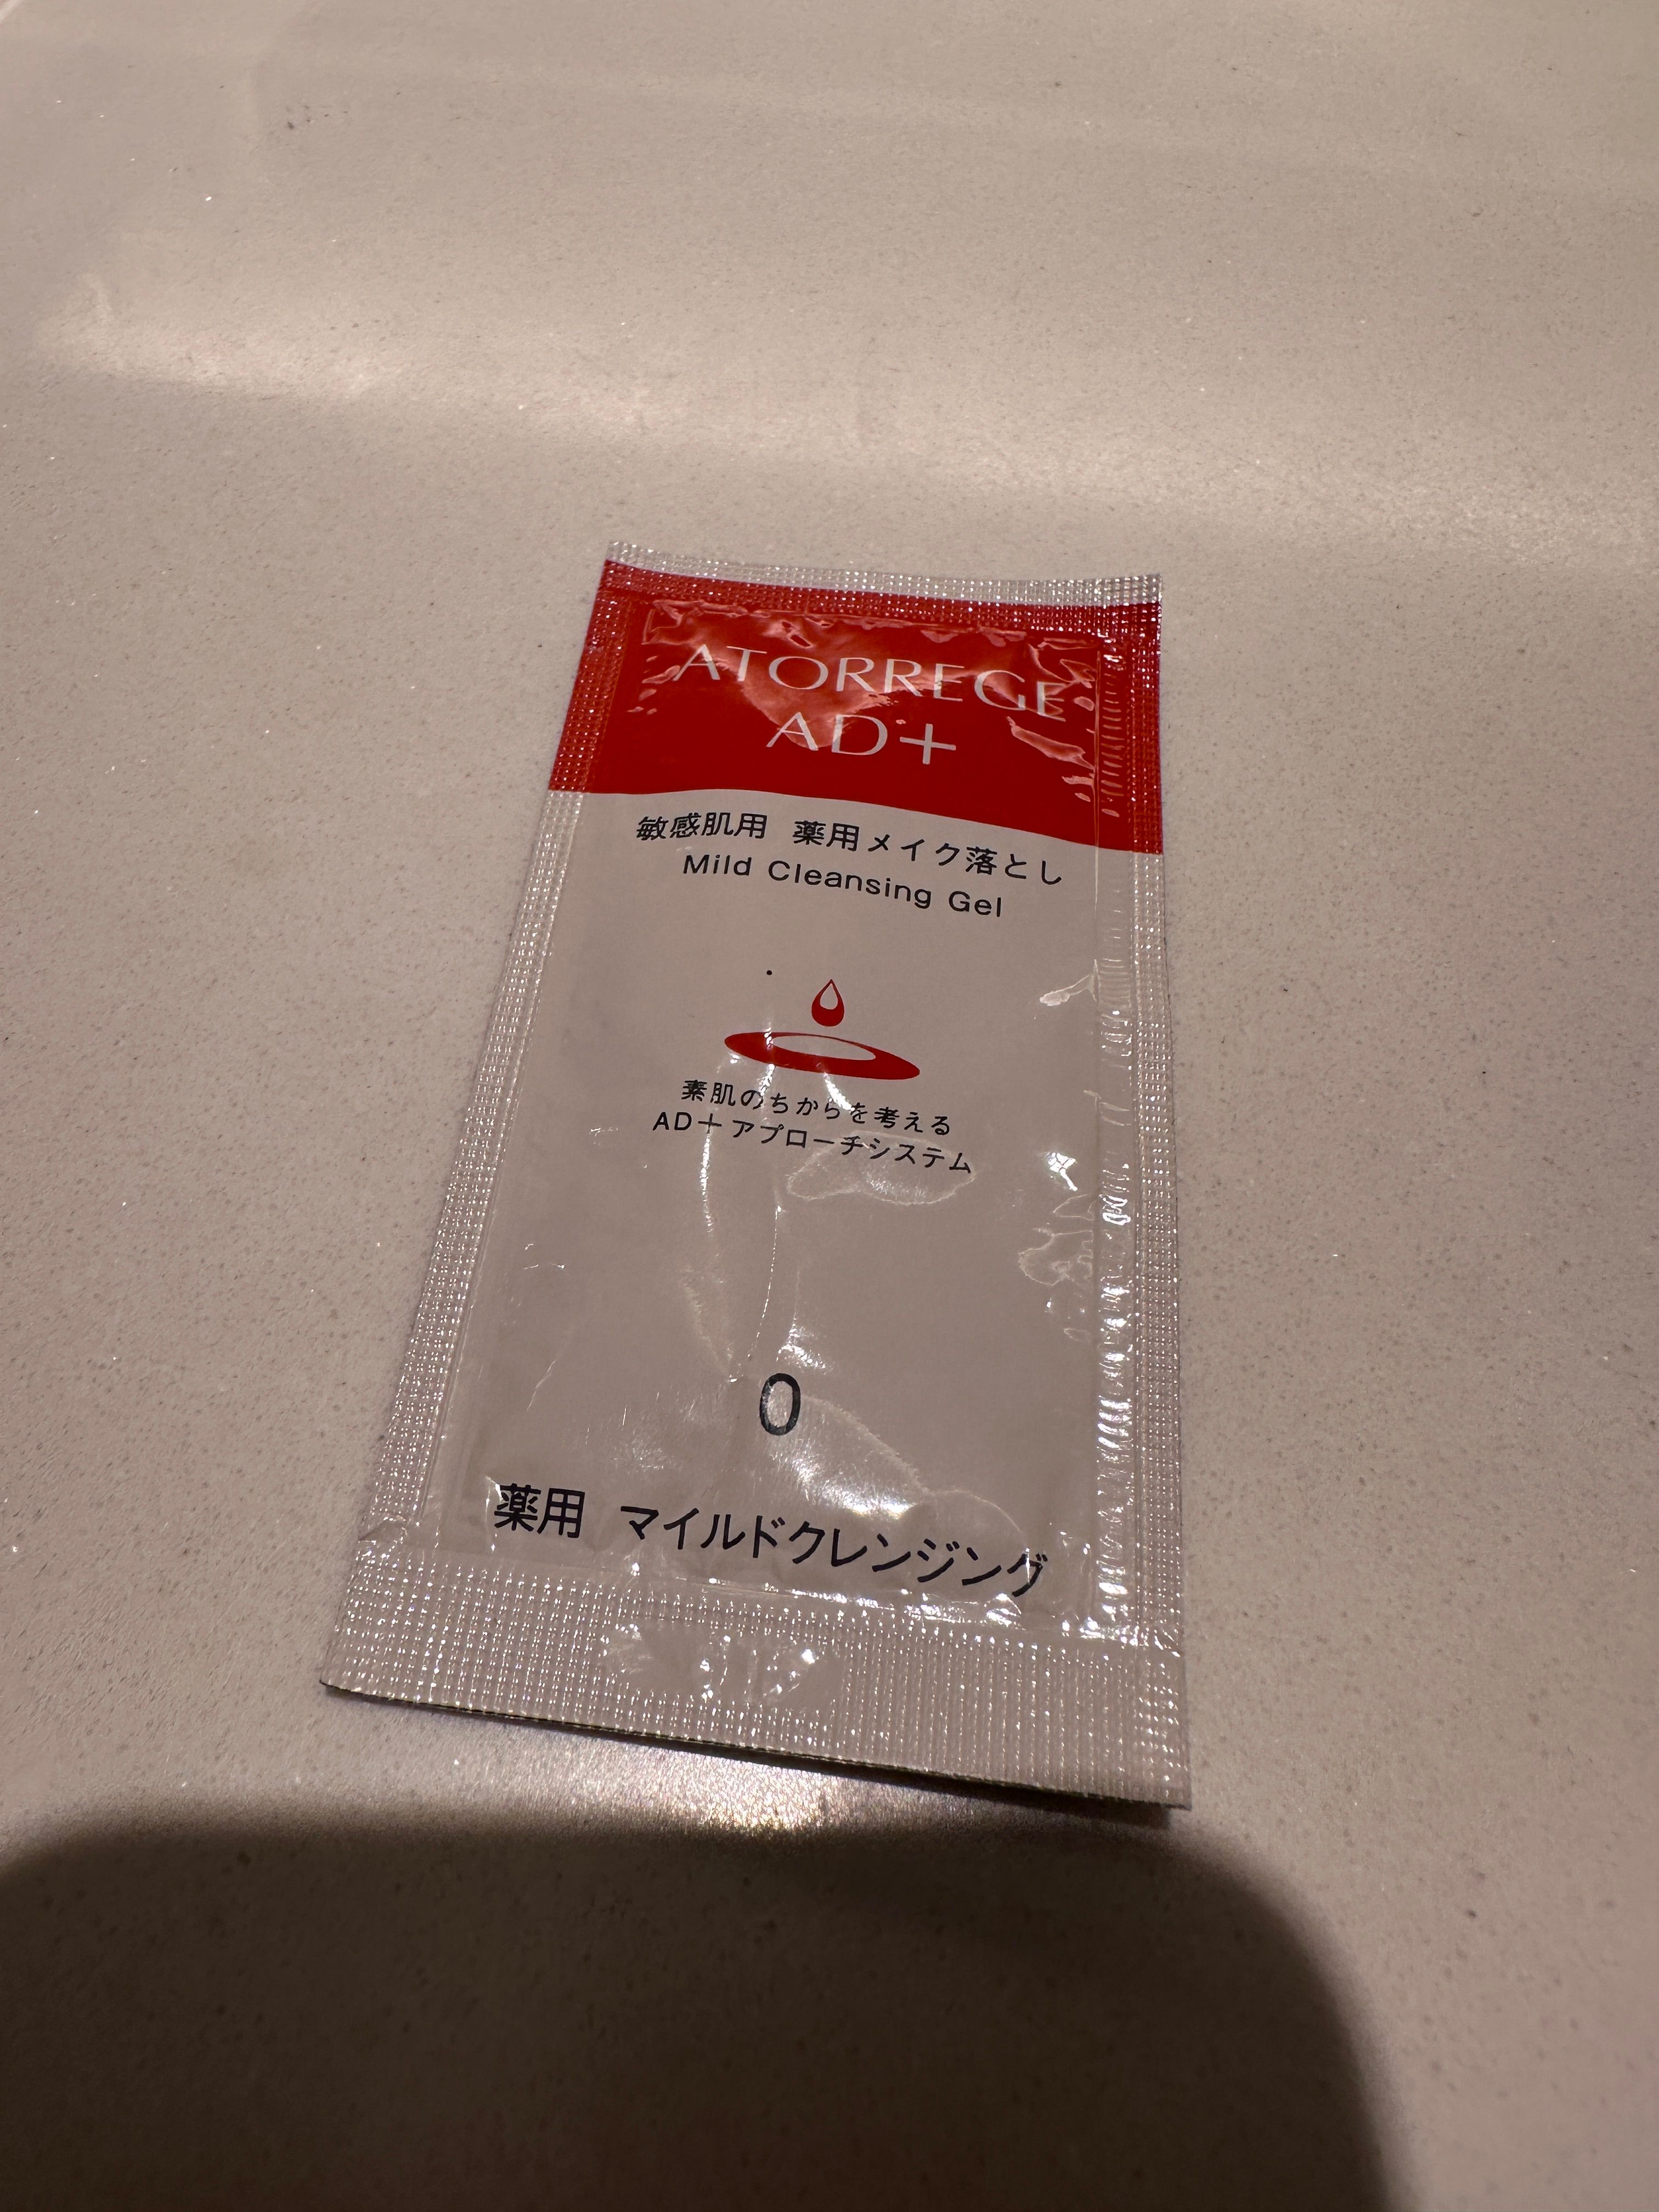 ATORREGE
AD+
敏感肌用 薬用メイク落とし
Mild Cleansing Gel
素肌のちからを考える
AD+アプローチシステム
0
薬用 マイルドクレンジング